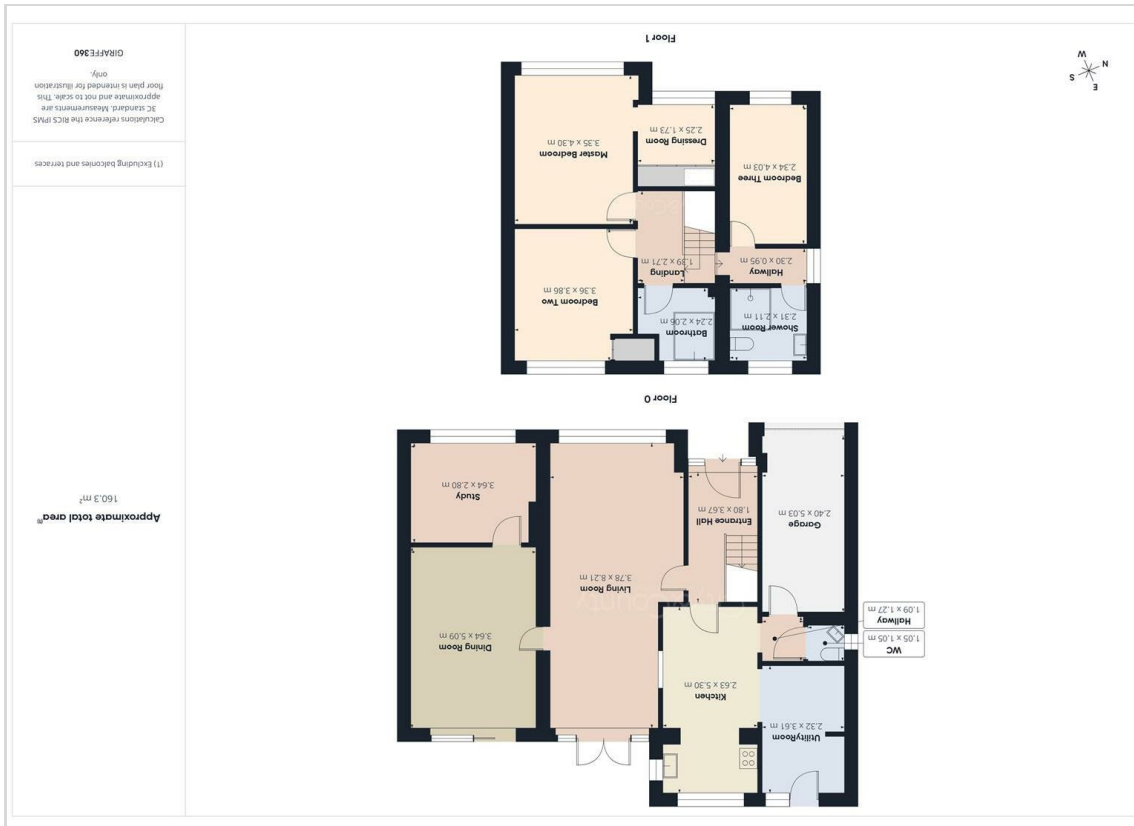 UtilityRoom
2.32 x 3.61 m
Kitchen
2.63 x 5.30 m
WC
1.05 x 1.05 m
Hallway
1.09 x 1.27 m
Dining Room
3.64 x 5.09 m
Living Room
3.78 x 8.21 m
Garage
2.40 x 5.03 m
Entrance Hall
1.80 x 3.67 m
Study
3.64 x 2.80 m
Floor 0
Shower Room
2.31 x 2.11 m
Bathroom
2.24 x 2.06 m
Bedroom Two
3.36 x 3.86 m
Hallway
2.30 x 0.95 m
Landing
1.39 x 2.71 m
Bedroom Three
2.34 x 4.03 m
Dressing Room
2.25 x 1.73 m
Master Bedroom
3.35 x 4.30 m
Floor 1
E
N
S
W
Approximate total area(1)
160.3 m²
(1) Excluding balconies and terraces
Calculations reference the RICS IPMS
3C standard. Measurements are
approximate and not to scale. This
floor plan is intended for illustration
only.
GIRAFFE360